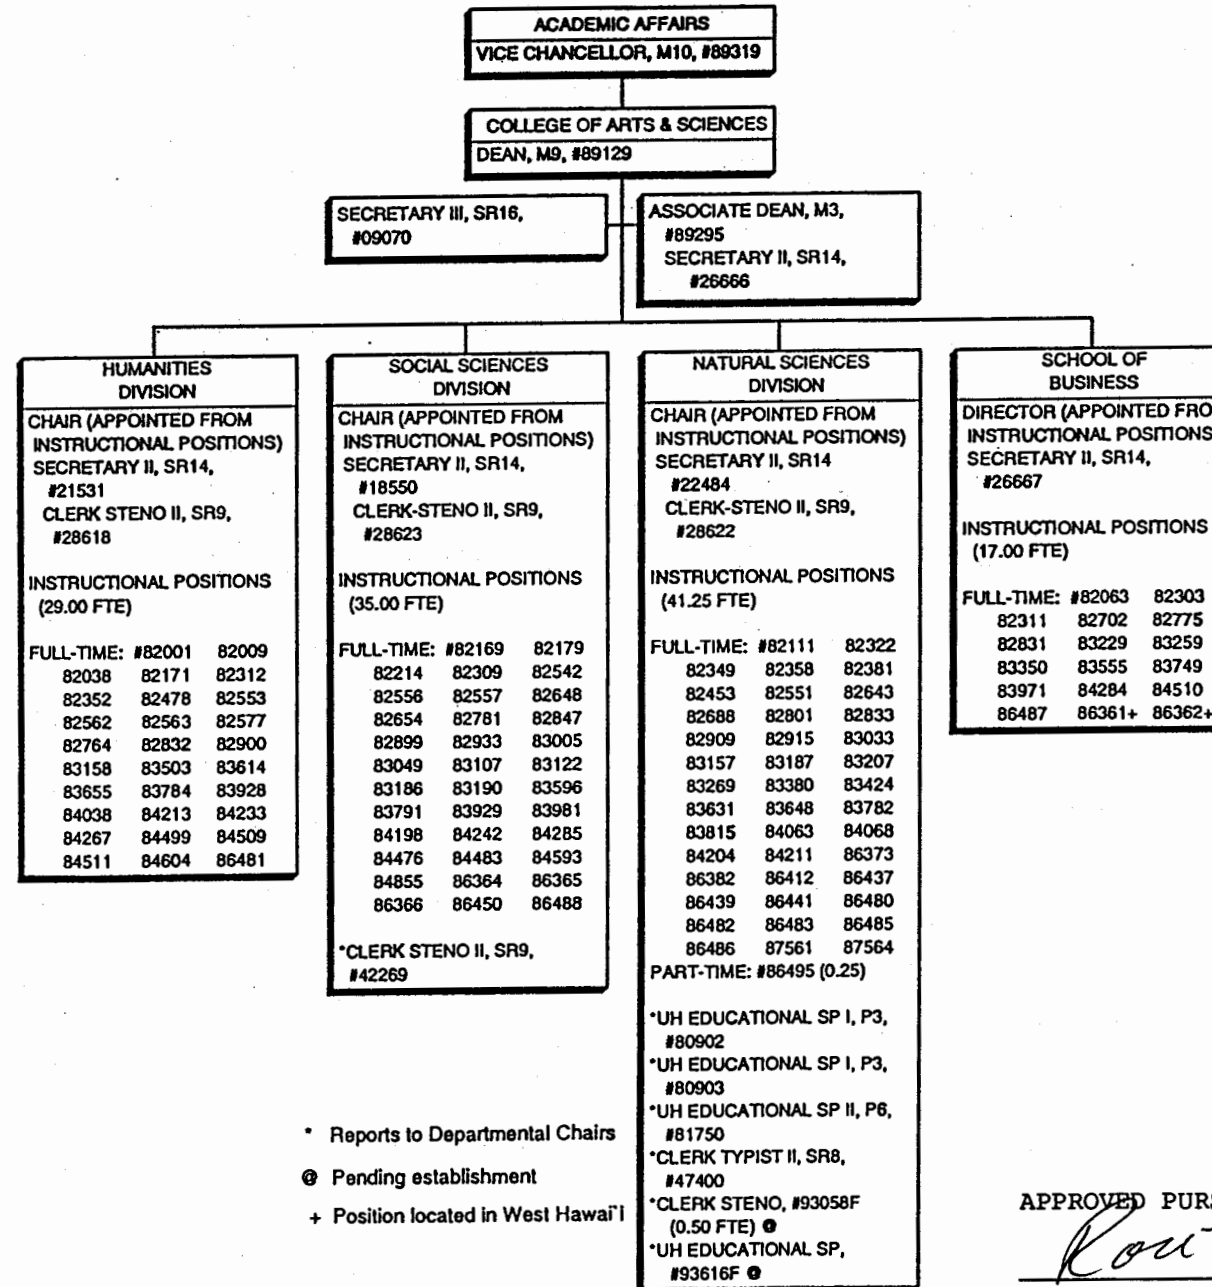 ACADEMIC AFFAIRS
VICE CHANCELLOR, M10, #89319
COLLEGE OF ARTS & SCIENCES
DEAN, M9, #89129
SECRETARY III, SR16,
#09070
ASSOCIATE DEAN, M3,
#89295
SECRETARY II, SR14,
#26666
HUMANITIES
DIVISION
CHAIR (APPOINTED FROM
INSTRUCTIONAL POSITIONS)
SECRETARY II, SR14,
#21531
CLERK STENO II, SR9,
#28618
INSTRUCTIONAL POSITIONS
(29.00 FTE)
FULL-TIME: #82001 82009
82038 82171 82312
82352 82478 82553
82562 82563 82577
82764 82832 82900
83158 83503 83614
83655 83784 83928
84038 84213 84233
84267 84499 84509
84511 84604 86481
SOCIAL SCIENCES
DIVISION
CHAIR (APPOINTED FROM
INSTRUCTIONAL POSITIONS)
SECRETARY II, SR14,
#18550
CLERK-STENO II, SR9,
#28623
INSTRUCTIONAL POSITIONS
(35.00 FTE)
FULL-TIME: #82169 82179
82214 82309 82542
82556 82557 82648
82654 82781 82847
82899 82933 83005
83049 83107 83122
83186 83190 83596
83791 83929 83981
84198 84242 84285
84476 84483 84593
84855 86364 86365
86366 86450 86488
*CLERK STENO II, SR9,
#42269
NATURAL SCIENCES
DIVISION
CHAIR (APPOINTED FROM
INSTRUCTIONAL POSITIONS)
SECRETARY II, SR14
#22484
CLERK-STENO II, SR9,
#28622
INSTRUCTIONAL POSITIONS
(41.25 FTE)
FULL-TIME: #82111 82322
82349 82358 82381
82453 82551 82643
82688 82801 82833
82909 82915 83033
83157 83187 83207
83269 83380 83424
83631 83648 83782
83815 84063 84068
84204 84211 86373
86382 86412 86437
86439 86441 86480
86482 86483 86485
86486 87561 87564
PART-TIME: #86495 (0.25)
*UH EDUCATIONAL SP I, P3,
#80902
*UH EDUCATIONAL SP I, P3,
#80903
*UH EDUCATIONAL SP II, P6,
#81750
*CLERK TYPIST II, SR8,
#47400
*CLERK STENO, #93058F
(0.50 FTE) @
*UH EDUCATIONAL SP,
#93616F @
SCHOOL OF
BUSINESS
DIRECTOR (APPOINTED FRO
INSTRUCTIONAL POSITIONS
SECRETARY II, SR14,
#26667
INSTRUCTIONAL POSITIONS
(17.00 FTE)
FULL-TIME: #82063 82303
82311 82702 82775
82831 83229 83259
83350 83555 83749
83971 84284 84510
86487 86361+ 86362+
* Reports to Departmental Chairs
@ Pending establishment
+ Position located in West Hawai'i
APPROVED PURS